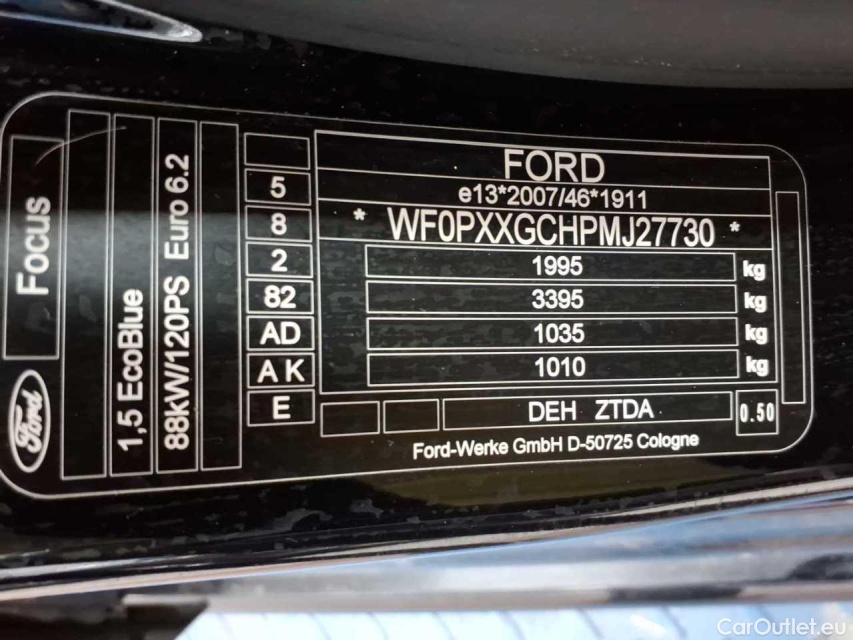 Focus
Ford
1,5 EcoBlue
88kW/120PS Euro 6.2
5
8
2
82
AD
A K
E
FORD
e13*2007/46*1911
* WF0PXXGCHPMJ27730 *
1995 kg
3395 kg
1035 kg
1010 kg
DEH ZTDA 0.50
Ford-Werke GmbH D-50725 Cologne
CarOutlet.eu